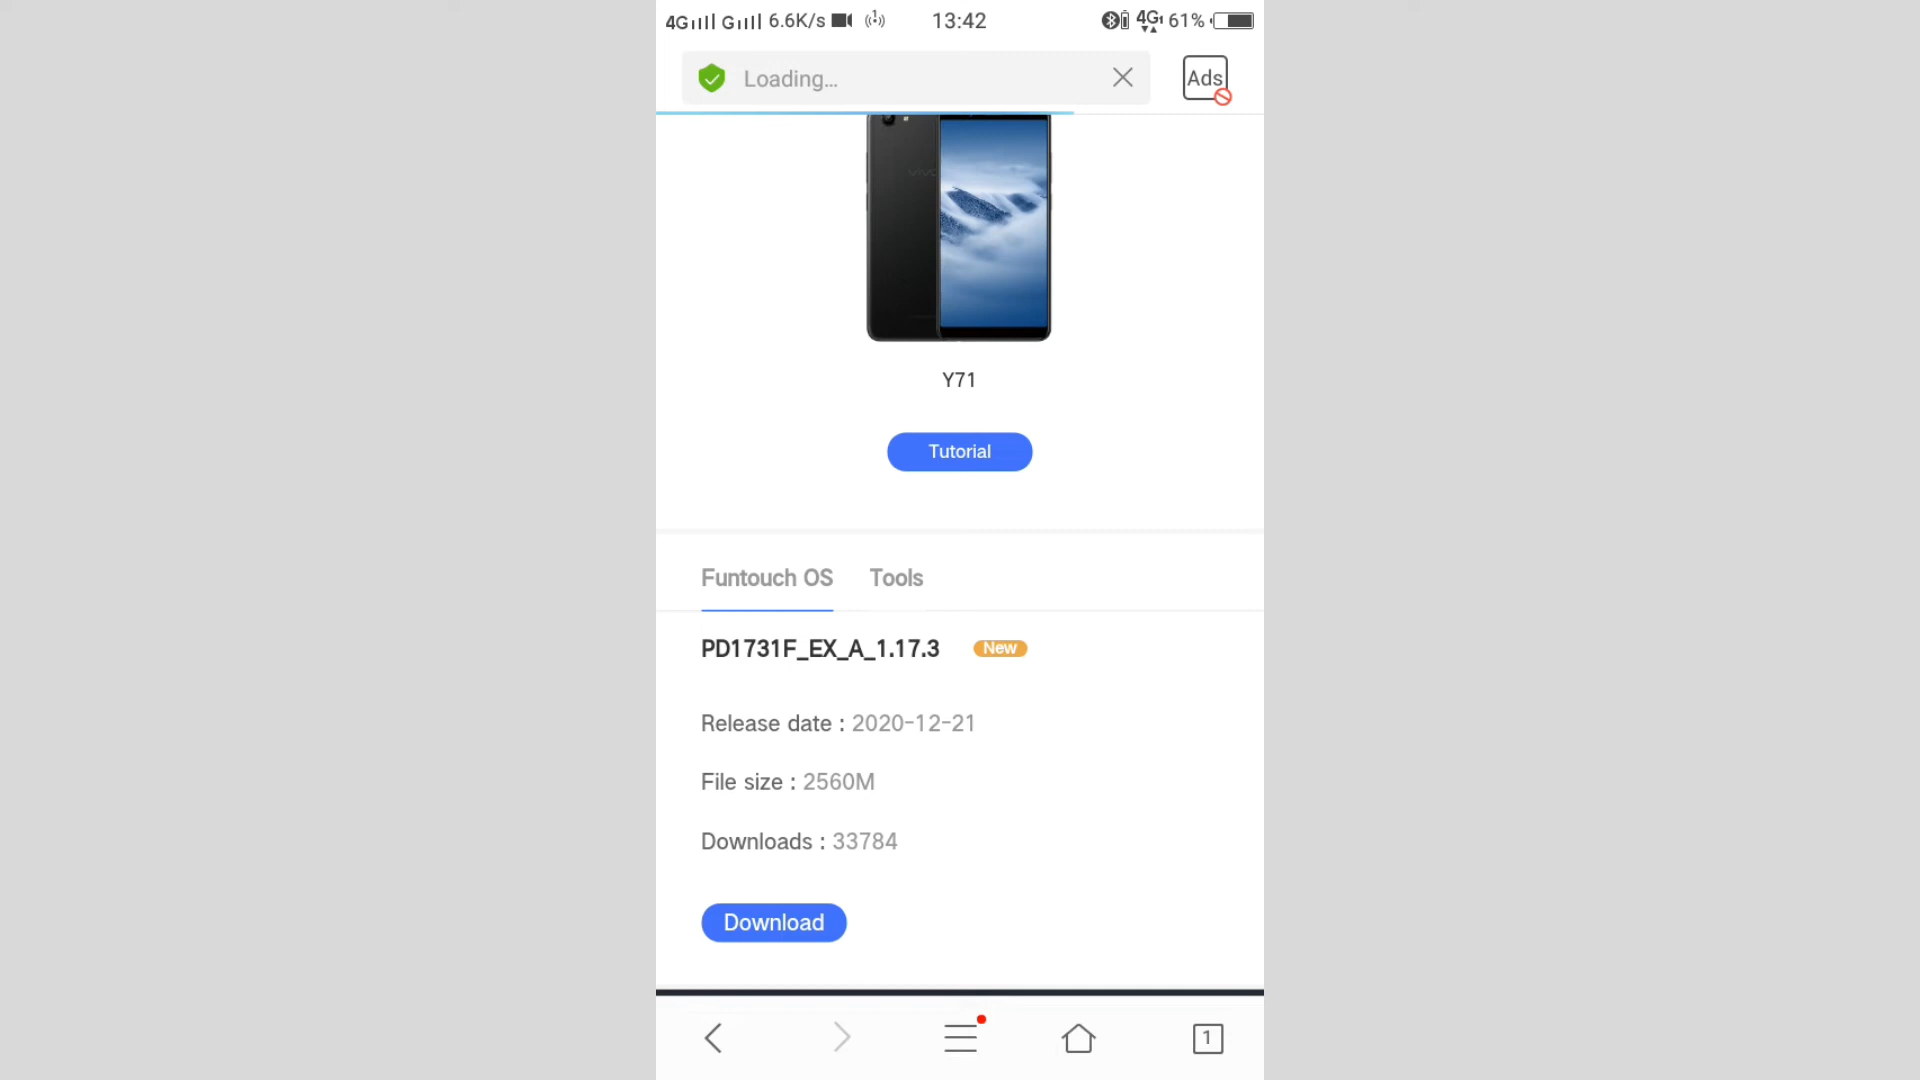 4G G 6.6K/s 13:42 4G 61%
Loading...
Ads
vivo
Y71
Tutorial
Funtouch OS Tools
PD1731F_EX_A_1.17.3 New
Release date : 2020-12-21
File size : 2560M
Downloads : 33784
Download
1